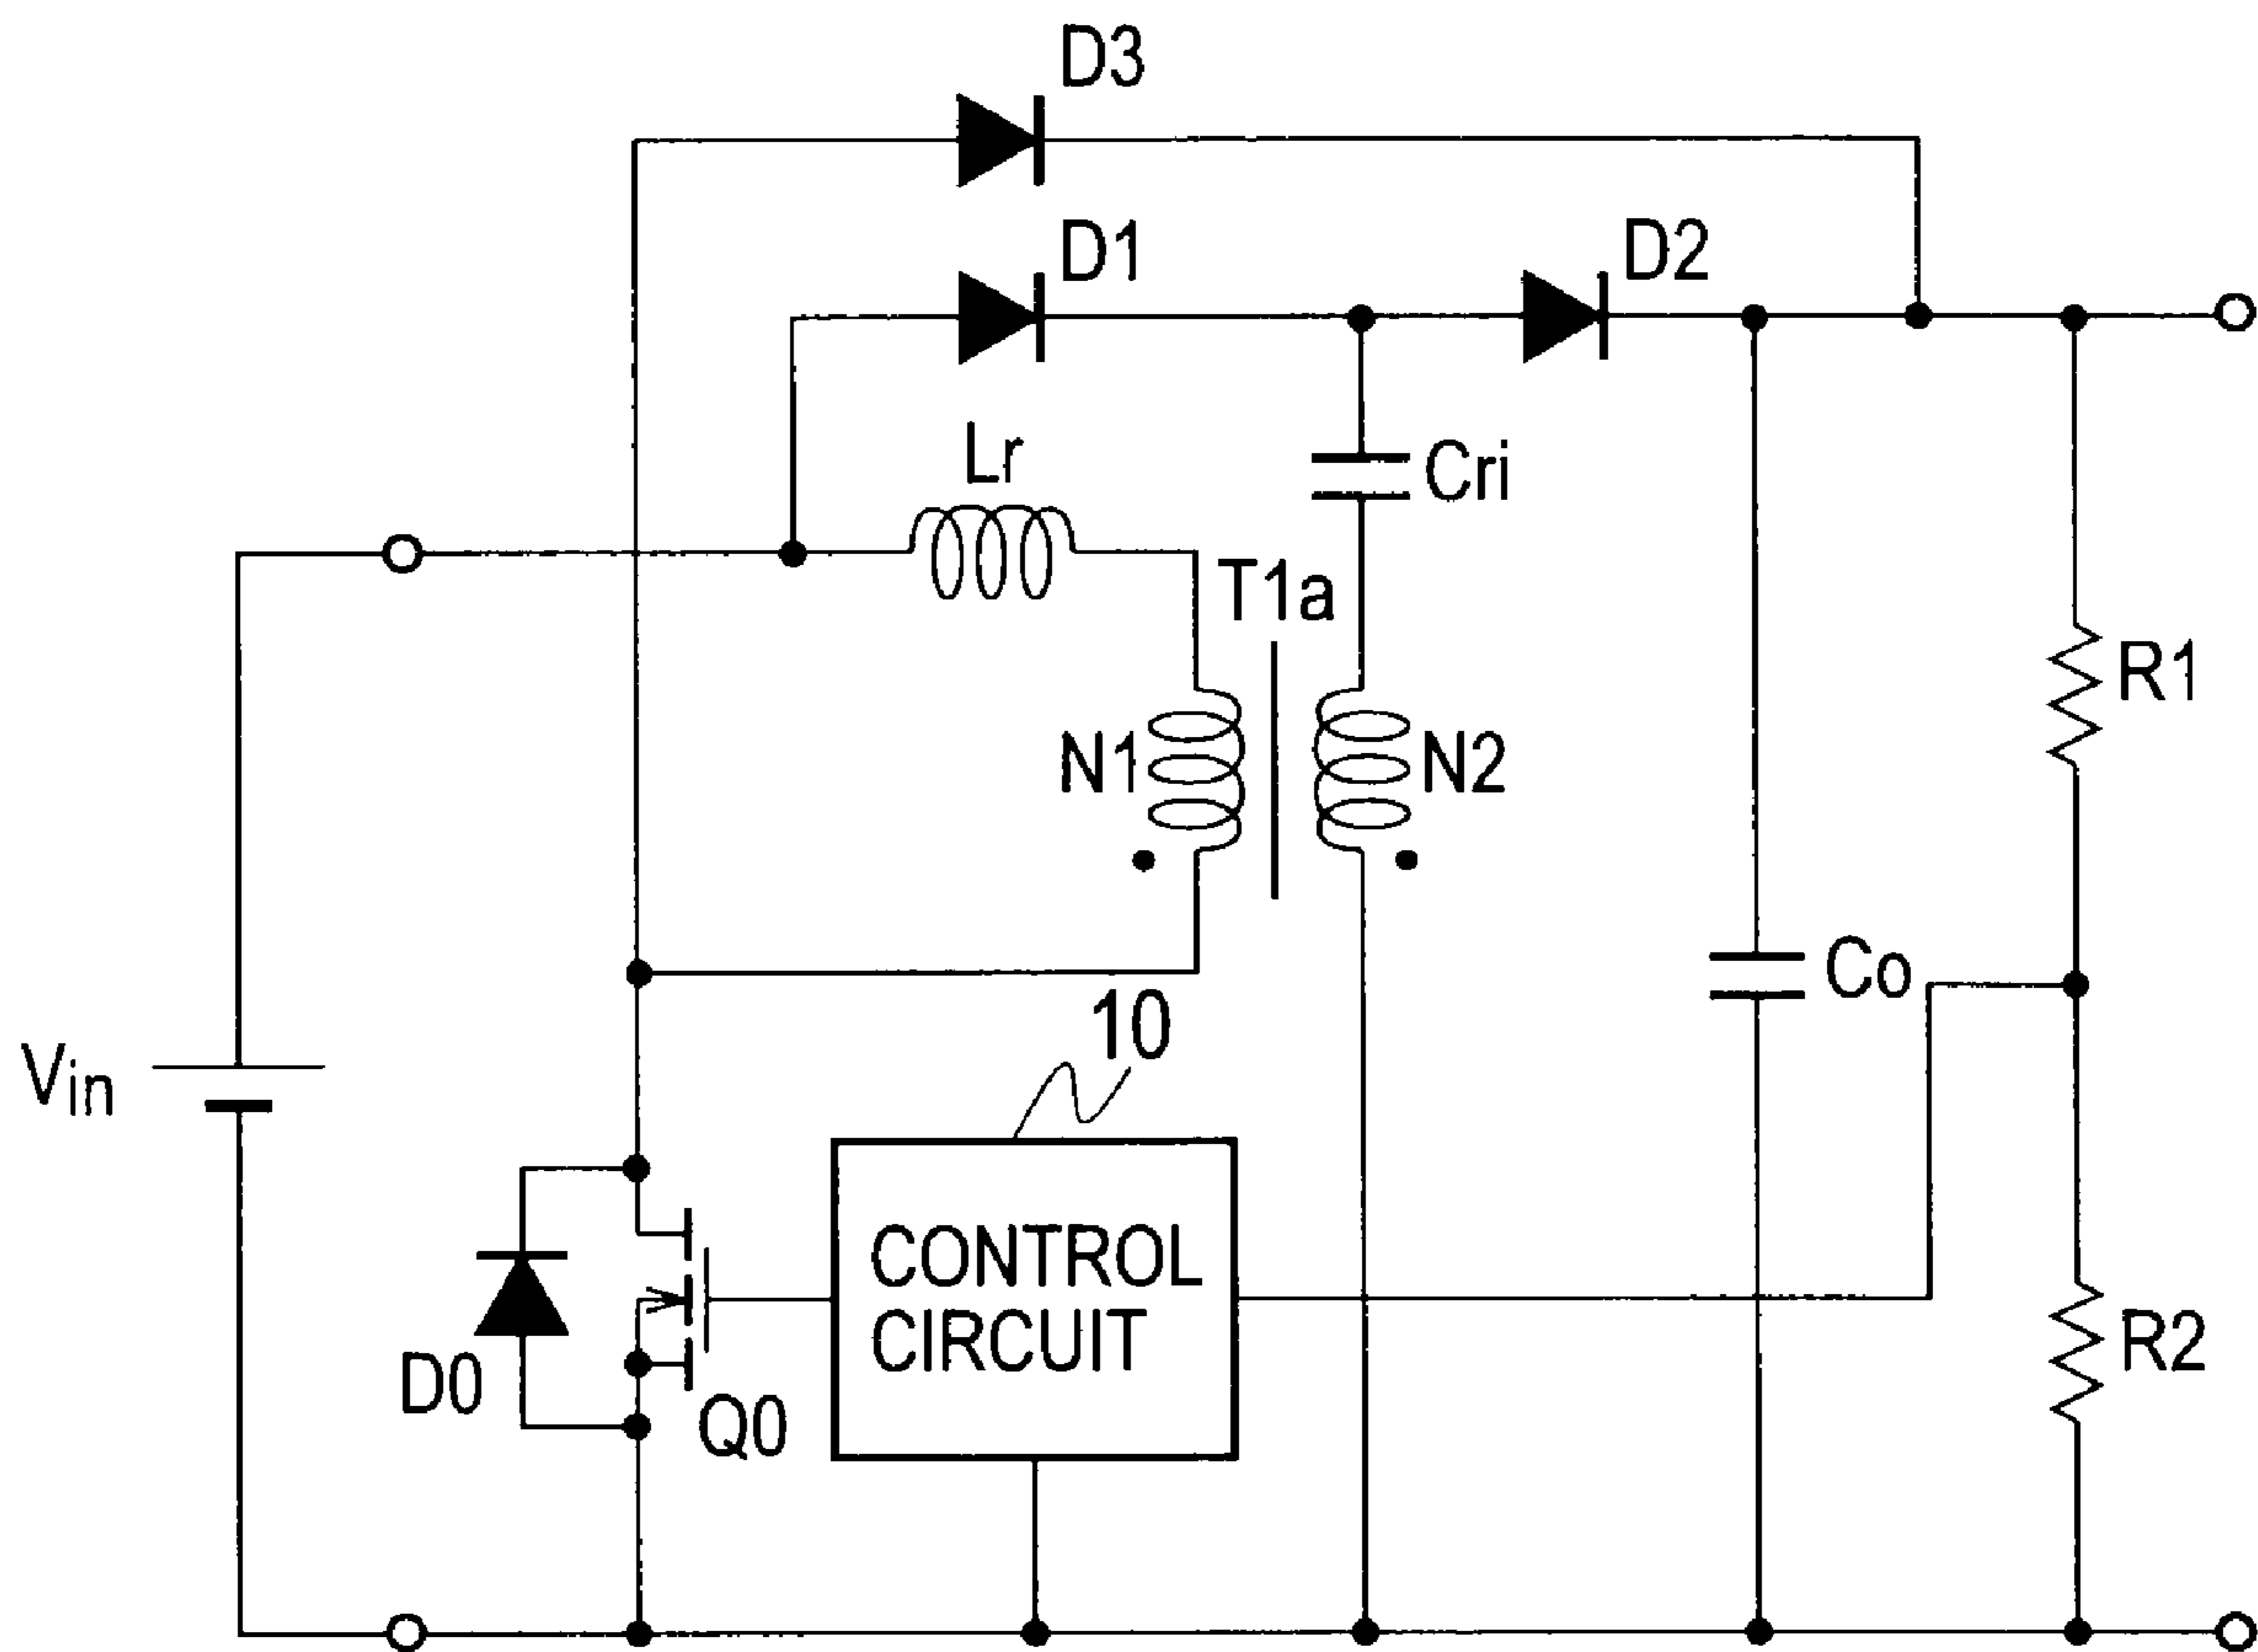 D3
D1
D2
Lr
Cri
T1a
R1
N1
N2
Co
10
Vin
CONTROL
CIRCUIT
R2
D0
Q0